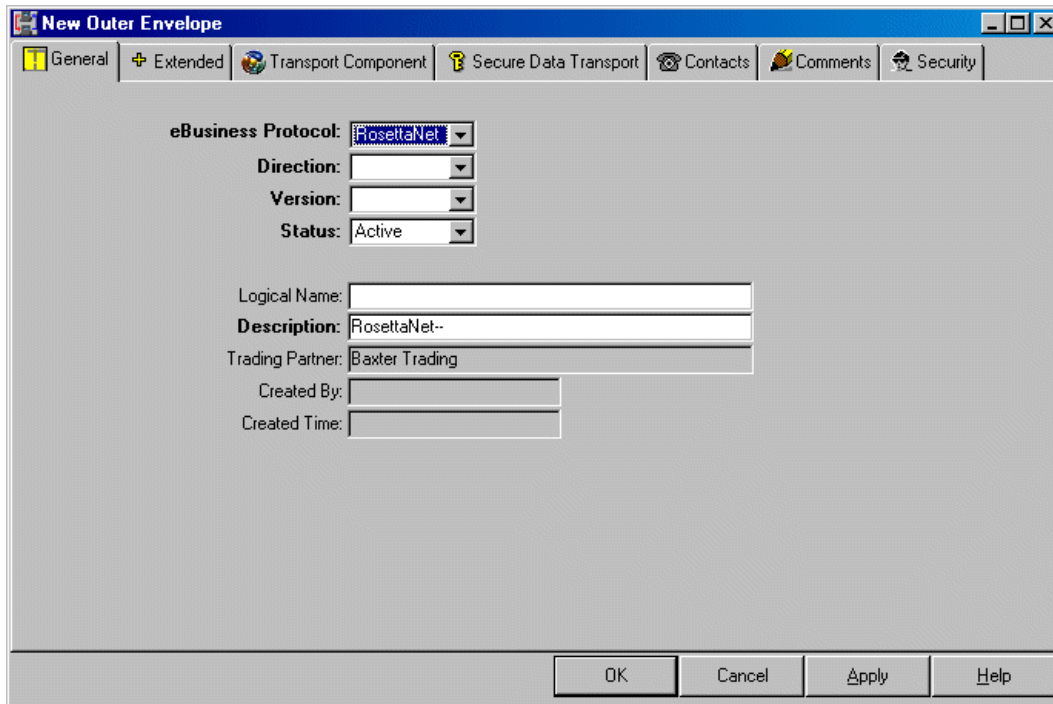 New Outer Envelope
General Extended Transport Component Secure Data Transport Contacts Comments Security
eBusiness Protocol: RosettaNet
Direction:
Version:
Status: Active
Logical Name:
Description: RosettaNet--
Trading Partner: Baxter Trading
Created By:
Created Time:
OK Cancel Apply Help